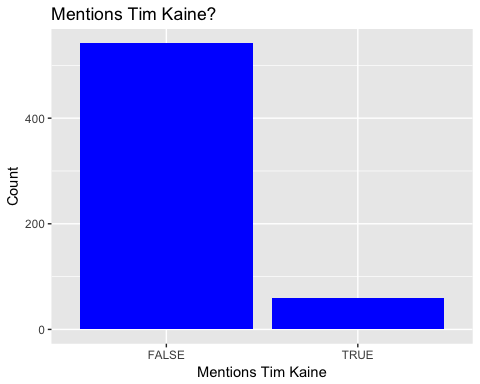 Mentions Tim Kaine?
Count
400
200
0
FALSE TRUE
Mentions Tim Kaine